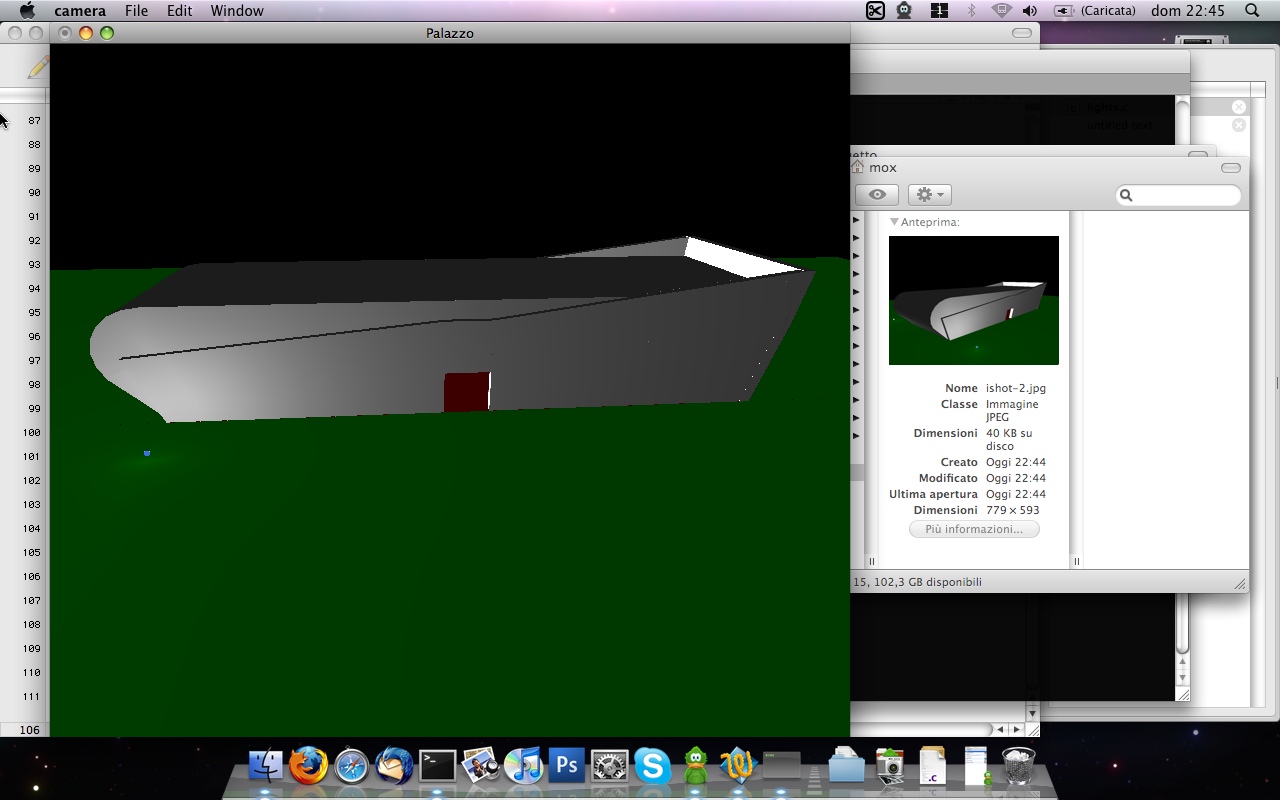 camera File Edit Window (Caricata) dom 22:45
Palazzo
87
88
89
90
91
92
93
94
95
96
97
98
99
100
101
102
103
104
105
106
107
108
109
110
111
106
lights.c
untitled text
etto
mox
Anteprima:
Nome ishot-2.jpg
Classe Immagine
JPEG
Dimensioni 40 KB su
disco
Creato Oggi 22:44
Modificato Oggi 22:44
Ultima apertura Oggi 22:44
Dimensioni 779 × 593
Più informazioni...
15, 102,3 GB disponibili
>_
Ps
S
.C